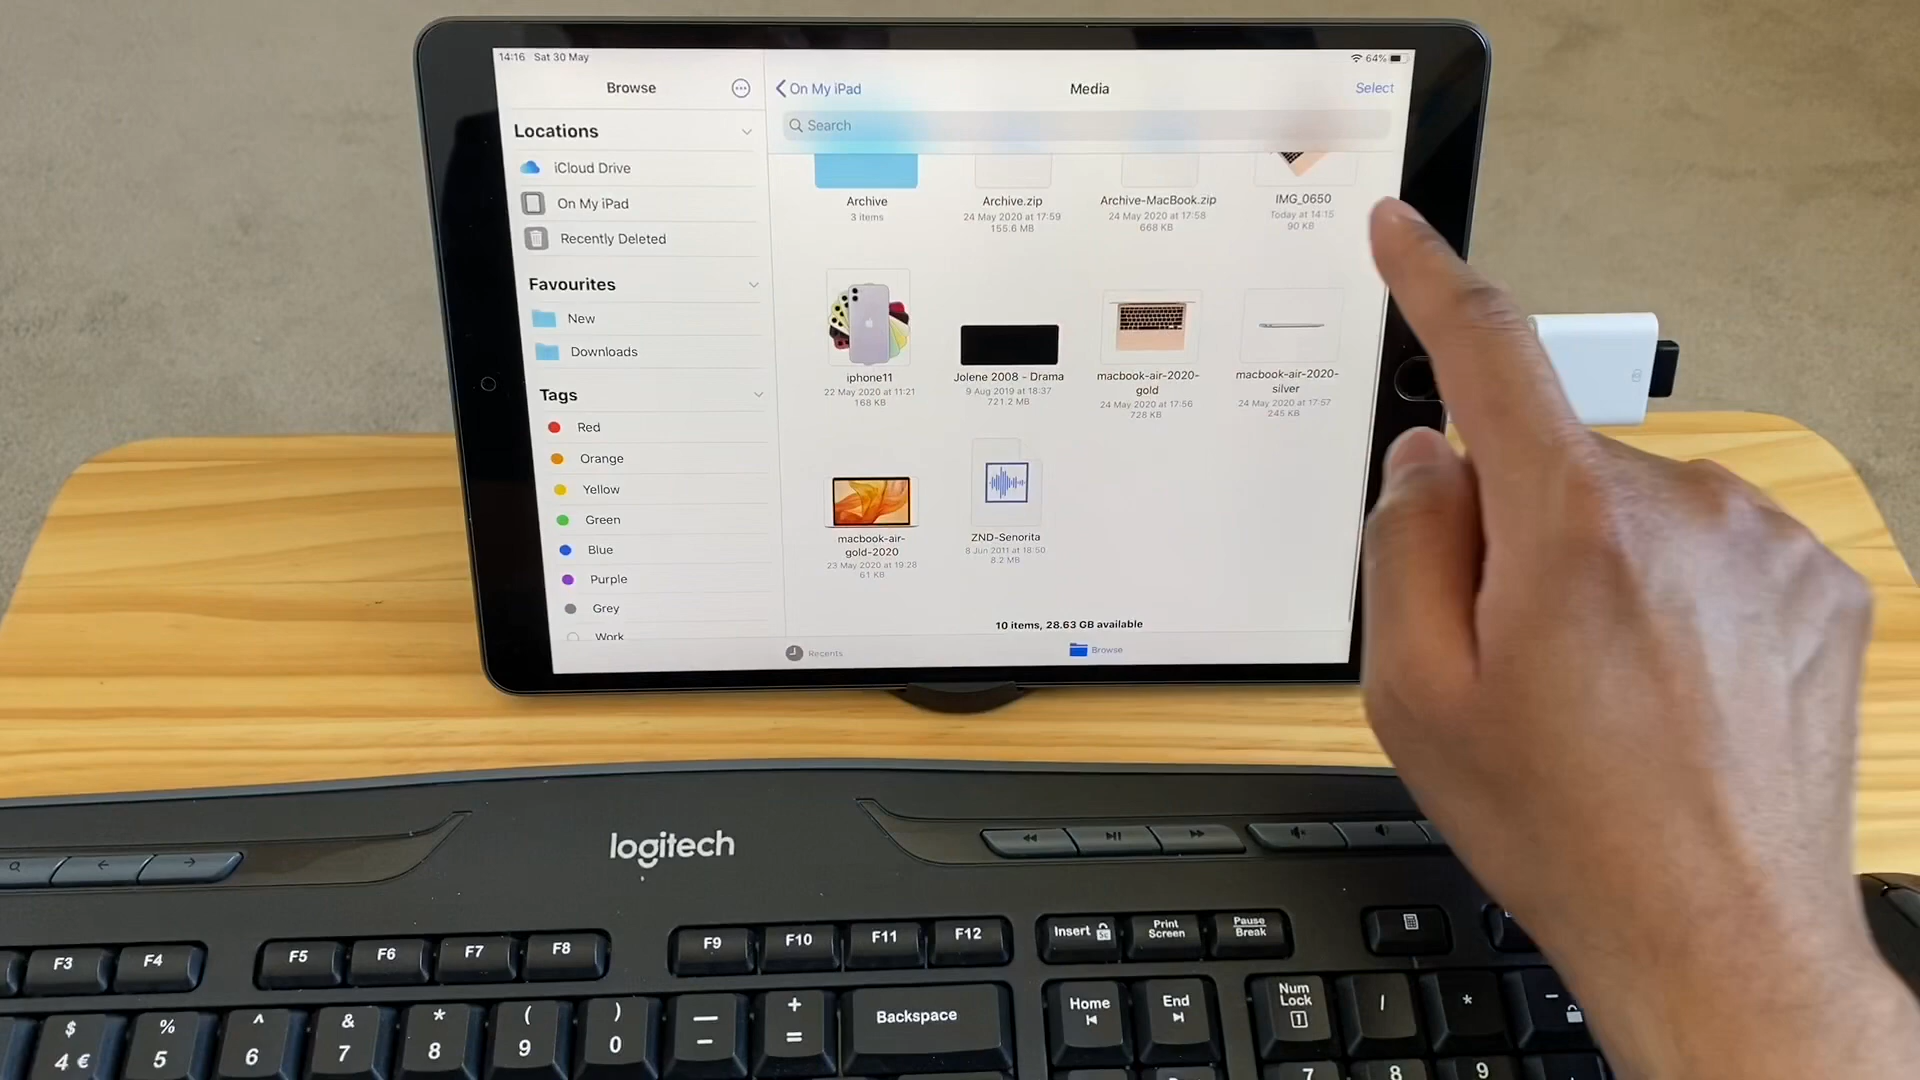 14:16 Sat 30 May
64%
Browse
On My iPad
Media
Select
Search
Locations
iCloud Drive
On My iPad
Recently Deleted
Favourites
New
Downloads
Tags
Red
Orange
Yellow
Green
Blue
Purple
Grey
Work
Archive
3 items
Archive.zip
24 May 2020 at 17:59
155.6 MB
Archive-MacBook.zip
24 May 2020 at 17:58
668 KB
IMG_0650
Today at 14:15
90 KB
iphone11
22 May 2020 at 11:21
168 KB
Jolene 2008 - Drama
9 Aug 2019 at 18:37
721.2 MB
macbook-air-2020-
gold
24 May 2020 at 17:56
728 KB
macbook-air-2020-
silver
24 May 2020 at 17:57
245 KB
macbook-air-
gold-2020
23 May 2020 at 19:28
61 KB
ZND-Senorita
8 Jun 2011 at 18:50
8.2 MB
10 items, 28.63 GB available
Recents
Browse
logitech
F3 F4 F5 F6 F7 F8 F9 F10 F11 F12
Insert
Print
Screen
Pause
Break
$ % ^ & * ( ) — +
4 € 5 6 7 8 9 0 - =
Backspace
Home
End
Num
Lock
1
/ * -
7 8 9